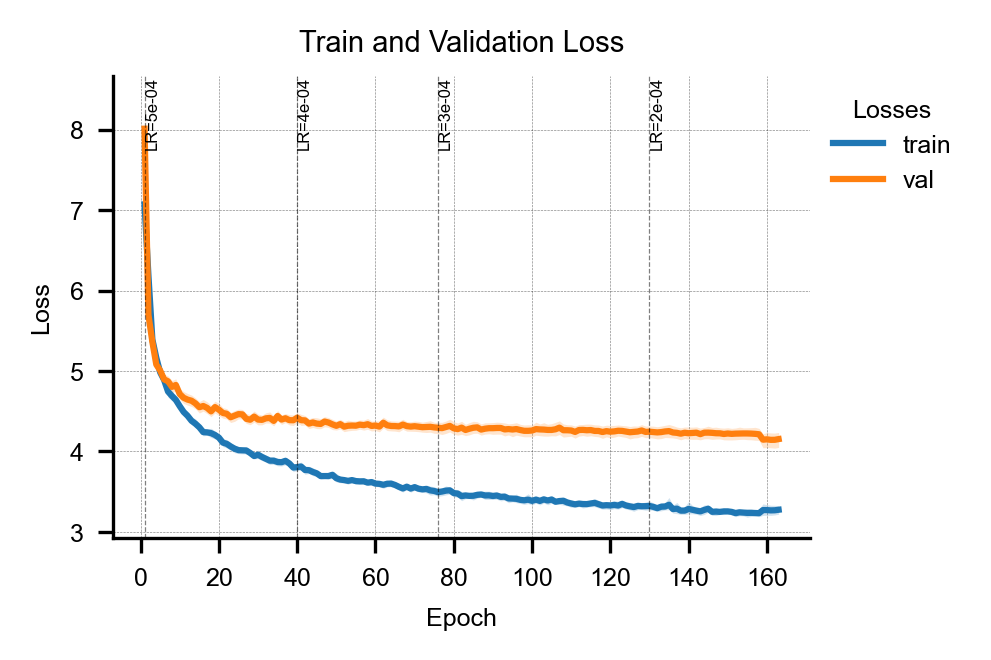 Train and Validation Loss
LR=5e-04
LR=4e-04
LR=3e-04
LR=2e-04
Losses
train
val
8
7
6
5
4
3
Loss
0 20 40 60 80 100 120 140 160
Epoch